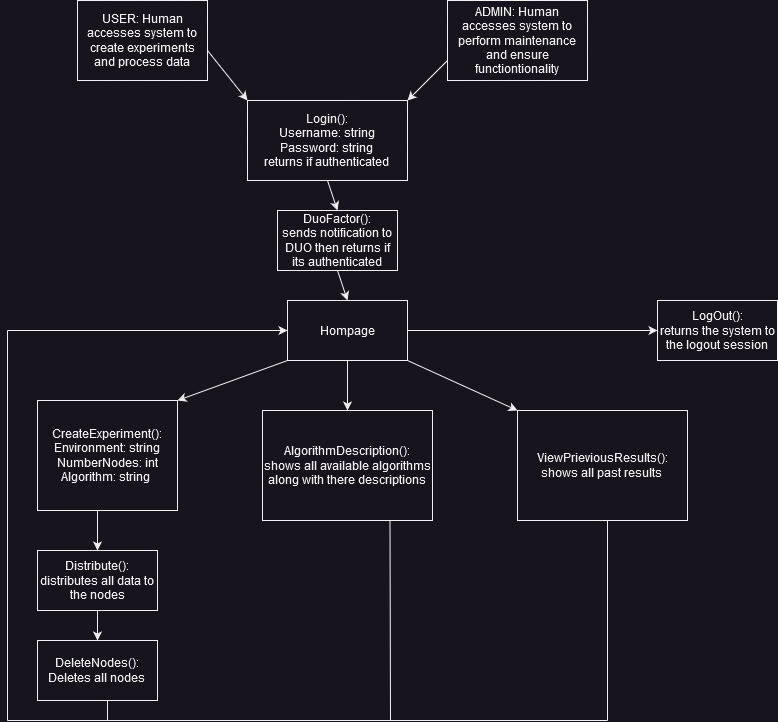 USER: Human
accesses system to
create experiments
and process data
ADMIN: Human
accesses system to
perform maintenance
and ensure
functiontionality
Login():
Username: string
Password: string
returns if authenticated
DuoFactor():
sends notification to
DUO then returns if
its authenticated
Hompage
LogOut():
returns the system to
the logout session
CreateExperiment():
Environment: string
NumberNodes: int
Algorithm: string
AlgorithmDescription():
shows all available algorithms
along with there descriptions
ViewPrieviousResults():
shows all past results
Distribute():
distributes all data to
the nodes
DeleteNodes():
Deletes all nodes